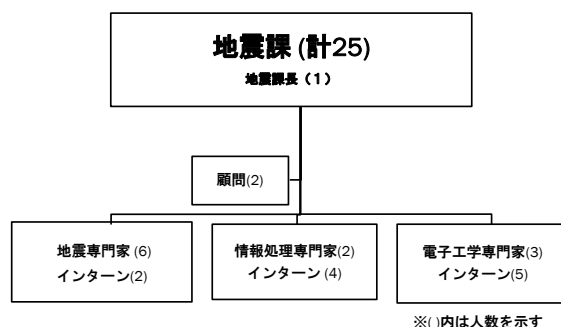 地震課 (計25)
地震課長（1）
顧問(2)
地震専門家 (6)
インターン(2)
情報処理専門家(2)
インターン (4)
電子工学専門家(3)
インターン(5)
※( )内は人数を示す